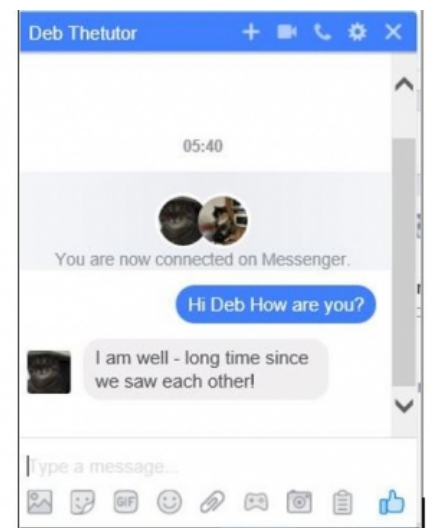 Deb Thetutor
05:40
You are now connected on Messenger.
Hi Deb How are you?
I am well - long time since
we saw each other!
Type a message...
GIF